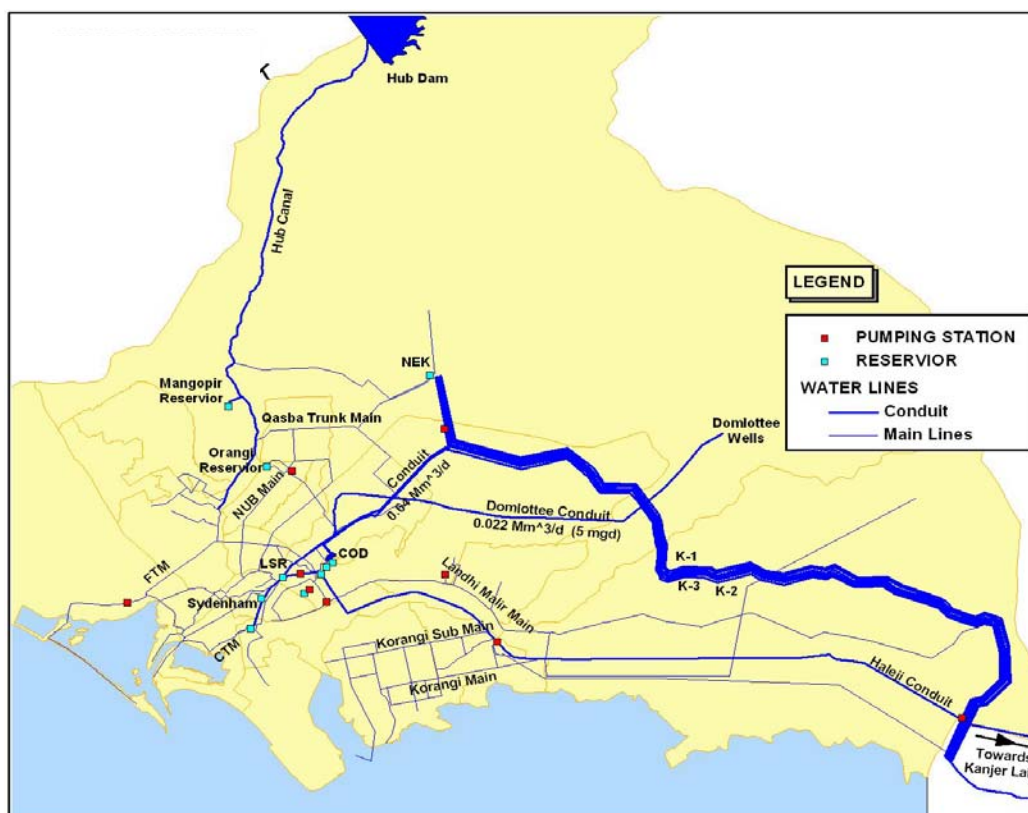 Hub Dam
Hub Canal
LEGEND
PUMPING STATION
RESERVIOR
WATER LINES
Conduit
Main Lines
NEK
Mangopir
Reservior
Qasba Trunk Main
Domlottee
Wells
Orangi
Reservior
NUB Main
Conduit
0.64 Mm^3/d
Domlottee Conduit
0.022 Mm^3/d (5 mgd)
COD
LSR
K-1
K-3
K-2
FTM
Landhi Malir Main
Sydenham
CTM
Korangi Sub Main
Korangi Main
Haleji Conduit
Towards
Kanjer La